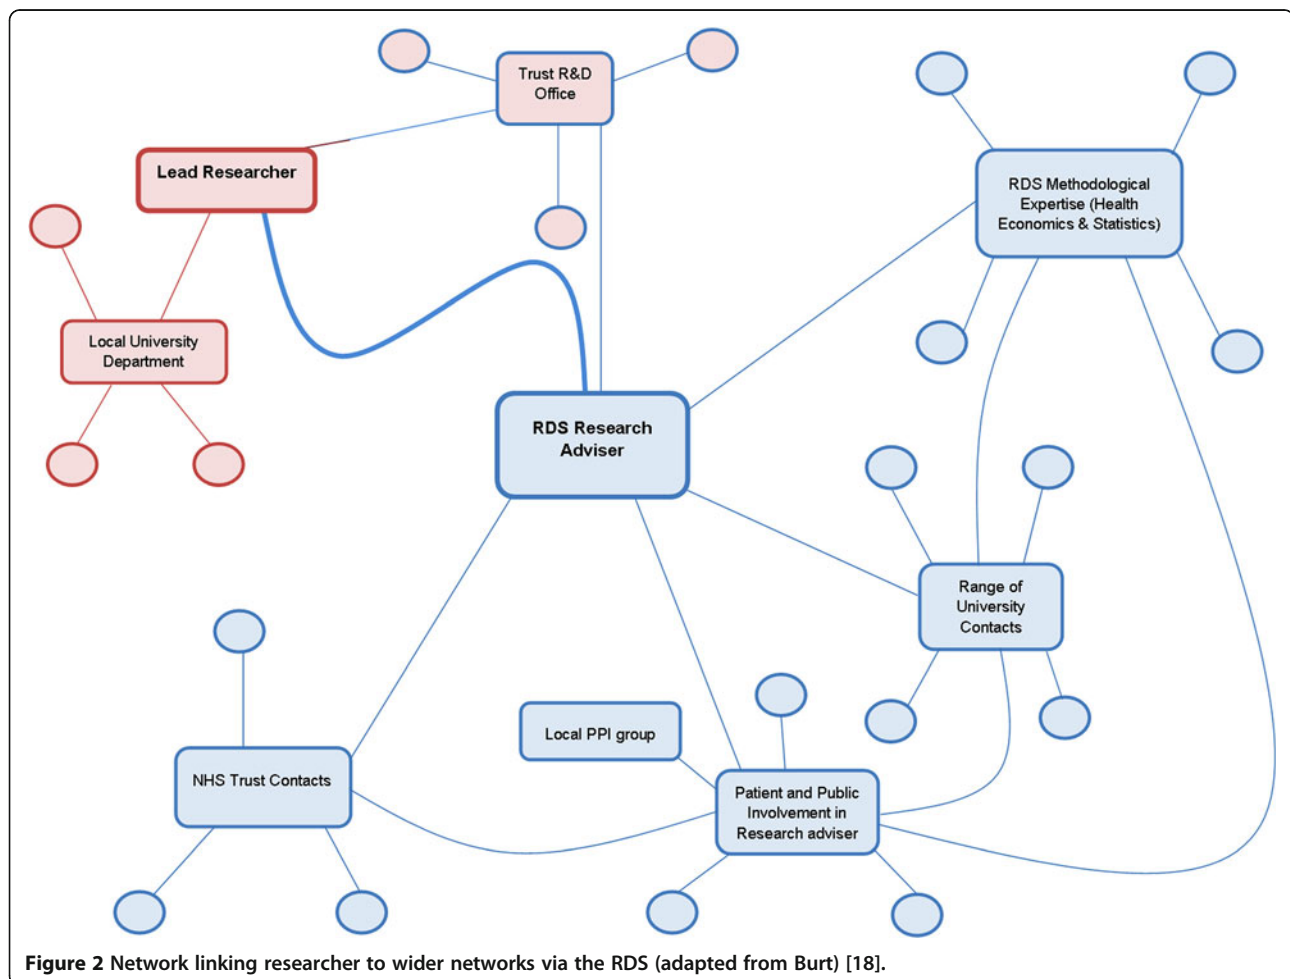 Trust R&D
Office
Lead Researcher
RDS Methodological
Expertise (Health
Economics & Statistics)
Local University
Department
RDS Research
Adviser
Range of
University
Contacts
Local PPI group
NHS Trust Contacts
Patient and Public
Involvement in
Research adviser
Figure 2 Network linking researcher to wider networks via the RDS (adapted from Burt) [18].